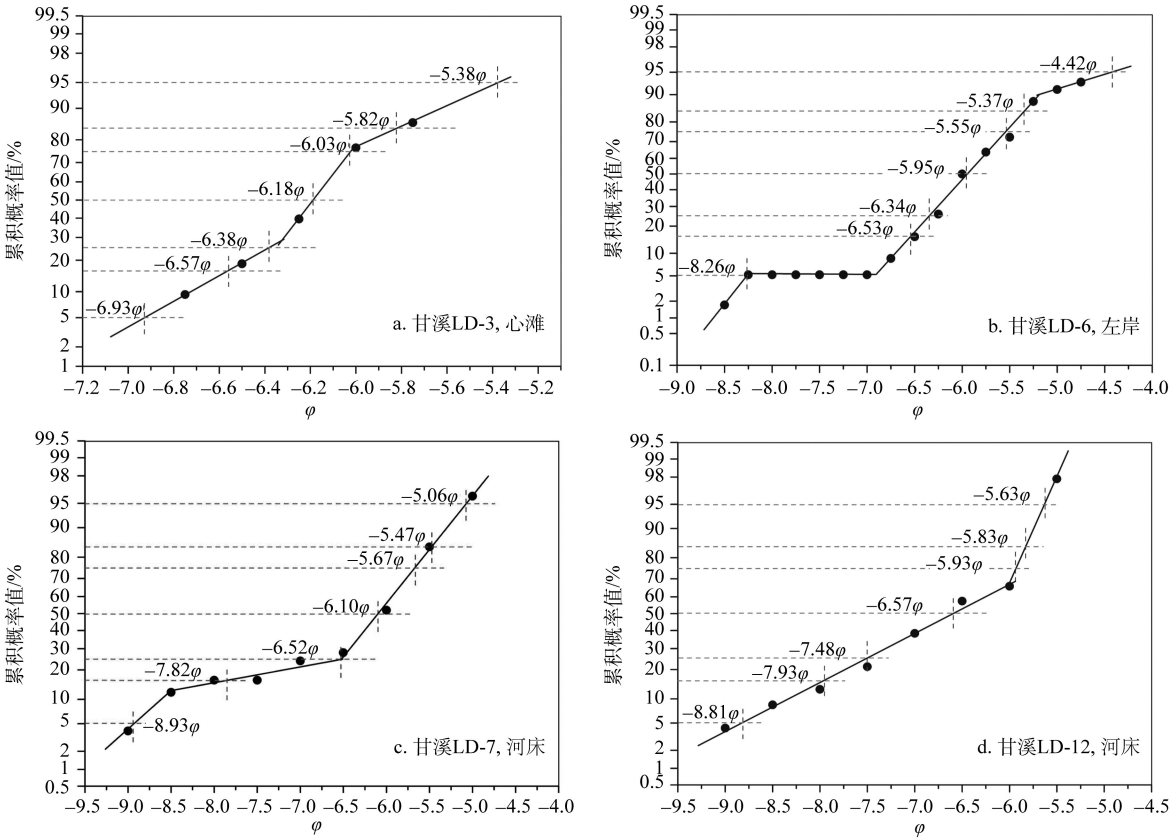 累积概率值/%
99.5
99
98
95
90
80
70
60
50
40
30
20
10
5
2
1
−5.38φ
−5.82φ
−6.03φ
−6.18φ
−6.38φ
−6.57φ
−6.93φ
a. 甘溪LD-3, 心滩
−7.2 −7.0 −6.8 −6.6 −6.4 −6.2 −6.0 −5.8 −5.6 −5.4 −5.2
φ
累积概率值/%
99.5
99
98
95
90
80
70
60
50
40
30
20
10
5
2
1
0.5
0.1
−4.42φ
−5.37φ
−5.55φ
−5.95φ
−6.34φ
−6.53φ
−8.26φ
b. 甘溪LD-6, 左岸
−9.0 −8.5 −8.0 −7.5 −7.0 −6.5 −6.0 −5.5 −5.0 −4.5 −4.0
φ
累积概率值/%
99.5
99
98
95
90
80
70
60
50
40
30
20
10
5
2
1
0.5
−5.06φ
−5.47φ
−5.67φ
−6.10φ
−6.52φ
−7.82φ
−8.93φ
c. 甘溪LD-7, 河床
−9.5 −9.0 −8.5 −8.0 −7.5 −7.0 −6.5 −6.0 −5.5 −5.0 −4.5 −4.0
φ
累积概率值/%
99.5
99
98
95
90
80
70
60
50
40
30
20
10
5
2
1
0.5
−5.63φ
−5.83φ
−5.93φ
−6.57φ
−7.48φ
−7.93φ
−8.81φ
d. 甘溪LD-12, 河床
−9.5 −9.0 −8.5 −8.0 −7.5 −7.0 −6.5 −6.0 −5.5 −5.0 −4.5
φ